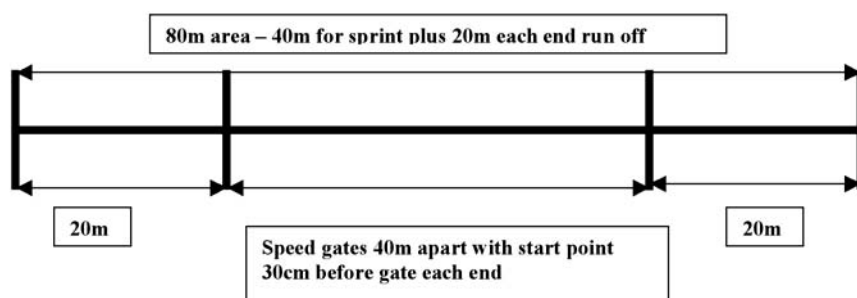 80m area – 40m for sprint plus 20m each end run off
20m
20m
Speed gates 40m apart with start point
30cm before gate each end